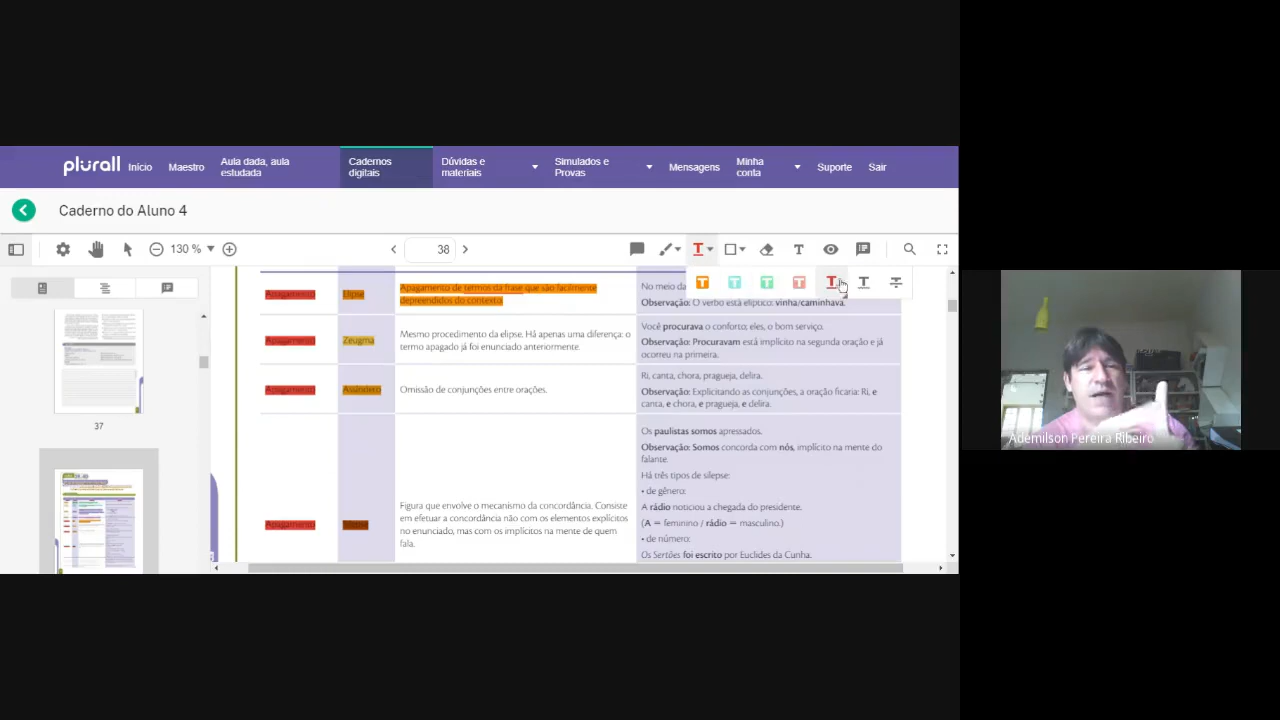 plurall
Início
Maestro
Aula dada, aula
estudada
Cadernos
digitais
Dúvidas e
materiais
Simulados e
Provas
Mensagens
Minha
conta
Suporte
Sair
Caderno do Aluno 4
130 %
38
T
T
T T T T T T
37
Apagamento
Elipse
Apagamento de termos da frase que são facilmente
depreendidos do contexto.
No meio da
Observação: O verbo está elíptico: vinha/caminhava.
Apagamento
Zeugma
Mesmo procedimento da elipse. Há apenas uma diferença: o
termo apagado já foi enunciado anteriormente.
Você procurava o conforto; eles, o bom serviço.
Observação: Procuravam está implícito na segunda oração e já
ocorreu na primeira.
Apagamento
Assíndeto
Omissão de conjunções entre orações.
Ri, canta, chora, pragueja, delira.
Observação: Explicitando as conjunções, a oração ficaria: Ri, e
canta, e chora, e pragueja, e delira.
Apagamento
Silepse
Figura que envolve o mecanismo da concordância. Consiste
em efetuar a concordância não com os elementos explícitos
no enunciado, mas com os implícitos na mente de quem
fala.
Os paulistas somos apressados.
Observação: Somos concorda com nós, implícito na mente do
falante.
Há três tipos de silepse:
• de gênero:
A rádio noticiou a chegada do presidente.
(A = feminino / rádio = masculino.)
• de número:
Os Sertões foi escrito por Euclides da Cunha.
Ademilson Pereira Ribeiro